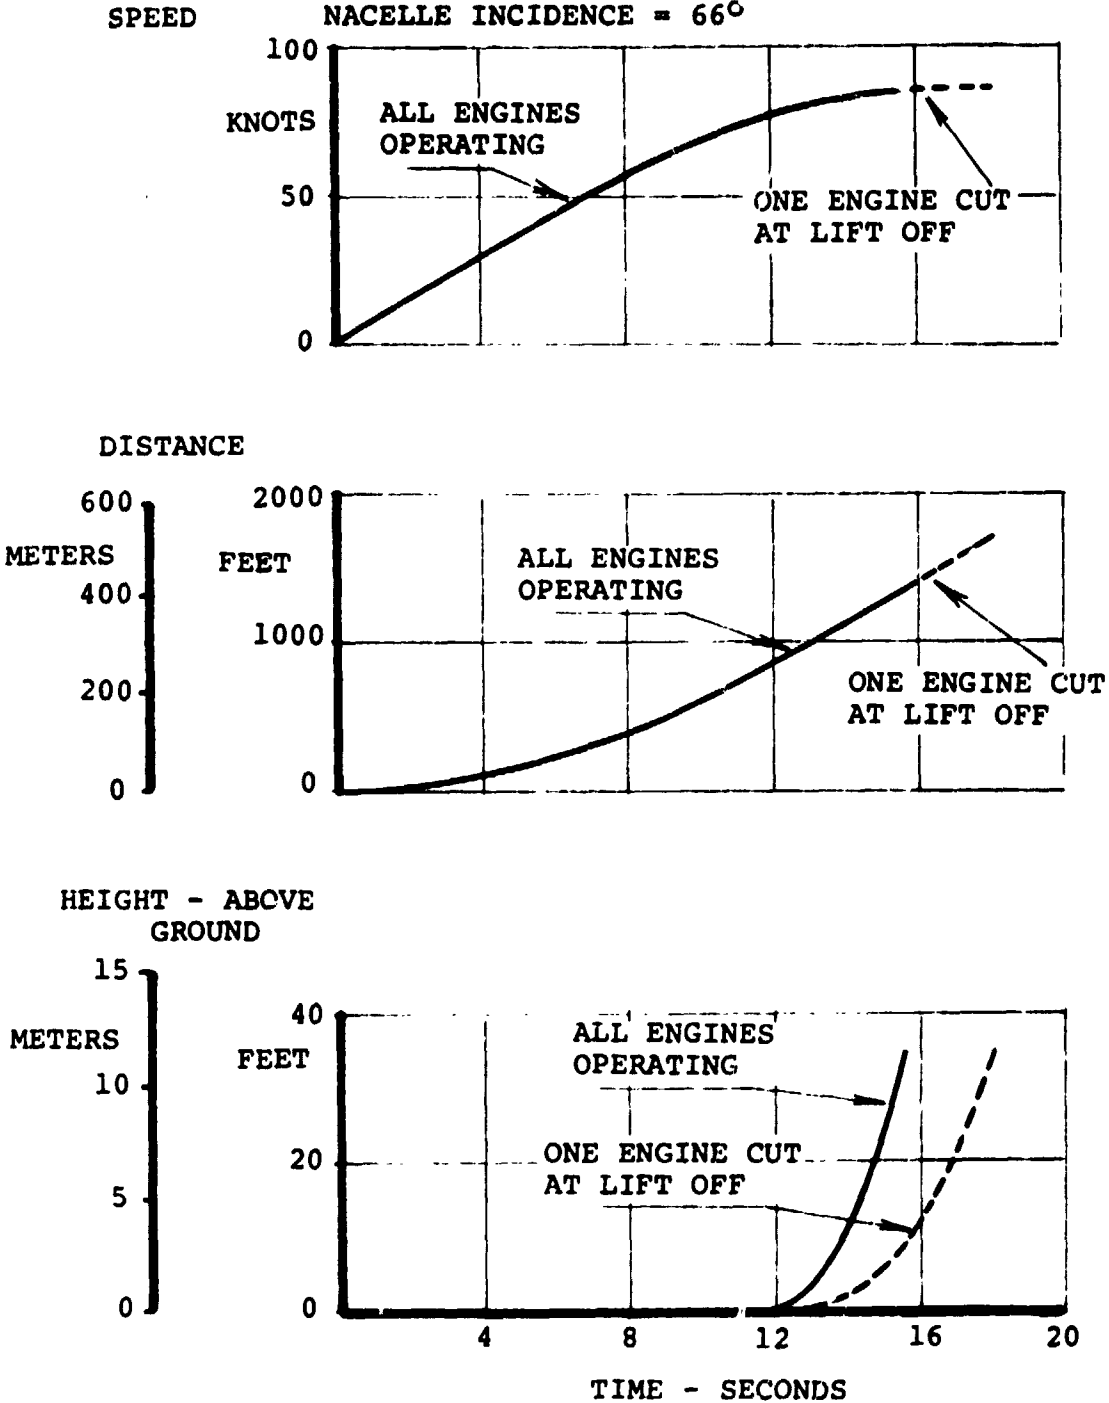 SPEED NACELLE INCIDENCE = 66°
100
KNOTS
ALL ENGINES
OPERATING
50
ONE ENGINE CUT
AT LIFT OFF
0
DISTANCE
600
2000
METERS
FEET
ALL ENGINES
OPERATING
400
1000
200
ONE ENGINE CUT
AT LIFT OFF
0
0
HEIGHT - ABOVE
GROUND
15
40
METERS
FEET
ALL ENGINES
OPERATING
10
20
ONE ENGINE CUT
AT LIFT OFF
5
0
0
4 8 12 16 20
TIME - SECONDS